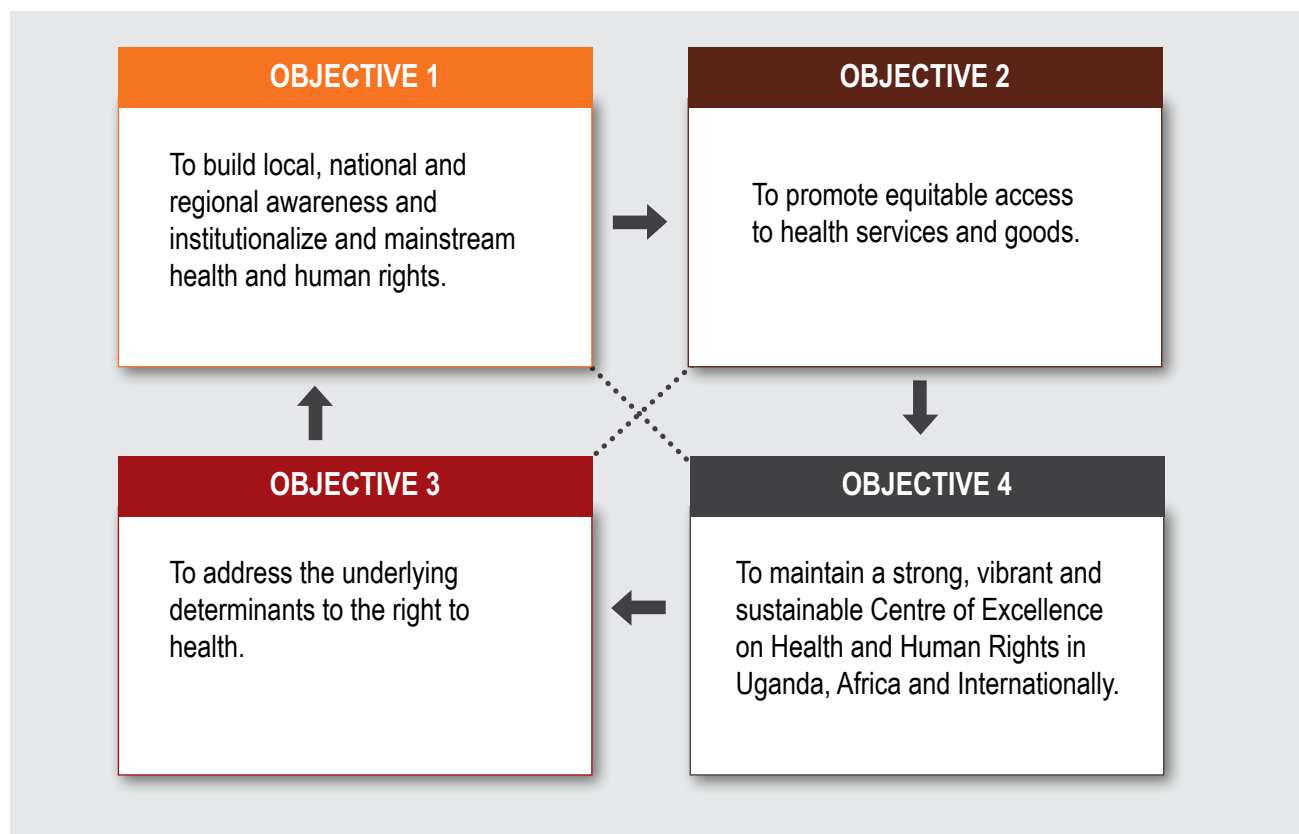 OBJECTIVE 1
To build local, national and
regional awareness and
institutionalize and mainstream
health and human rights.
OBJECTIVE 2
To promote equitable access
to health services and goods.
OBJECTIVE 3
To address the underlying
determinants to the right to
health.
OBJECTIVE 4
To maintain a strong, vibrant and
sustainable Centre of Excellence
on Health and Human Rights in
Uganda, Africa and Internationally.